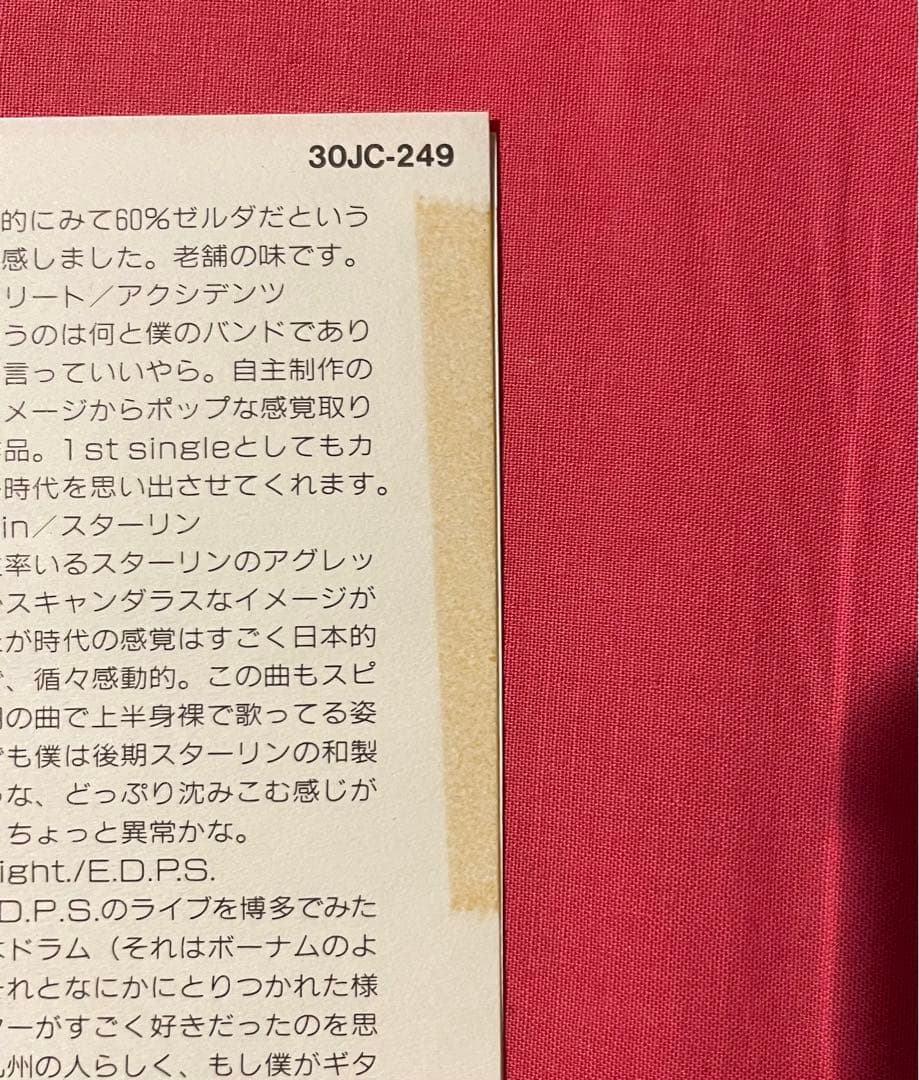 30JC-249
的にみて60%ゼルダだという
感しました。老舗の味です。
リート／アクシデンツ
うのは何と僕のバンドであり
言っていいやら。自主制作の
メージからポップな感覚取り
品。1st singleとしてもカ
時代を思い出させてくれます。
in／スターリン
率いるスターリンのアグレッ
スキャンダラスなイメージが
が時代の感覚はすごく日本的
、循々感動的。この曲もスピ
の曲で上半身裸で歌ってる姿
も僕は後期スターリンの和製
な、どっぷり沈みこむ感じが
ちょっと異常かな。
ight./E.D.P.S.
D.P.S.のライブを博多でみた
ドラム（それはボーナムのよ
れとなにかにとりつかれた様
ターがすごく好きだったのを思
九州の人らしく、もし僕がギタ